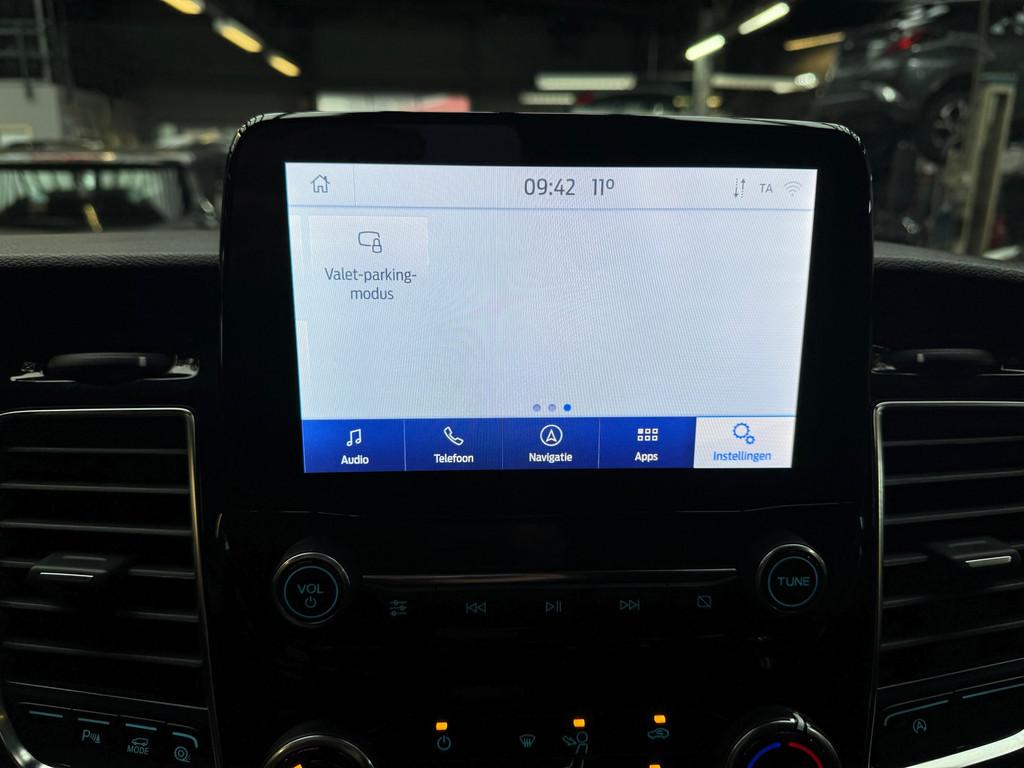 09:42 11º
TA
Valet-parking-
modus
Audio
Telefoon
Navigatie
Apps
Instellingen
VOL
TUNE
MODE